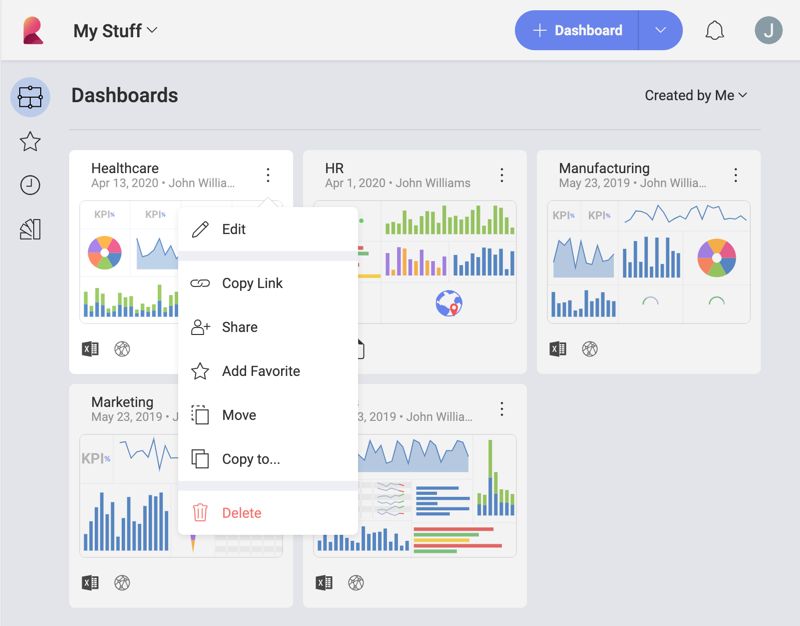 My Stuff
Dashboard
J
Dashboards
Created by Me
Healthcare
Apr 13, 2020 • John Willia...
KPI%
KPI%
HR
Apr 1, 2020 • John Williams
Manufacturing
May 23, 2019 • John Willia...
KPI%
KPI%
Edit
Copy Link
Share
Add Favorite
Move
Copy to...
Delete
Marketing
May 23, 2019 • J
KPI%
3, 2019 • John Willia...